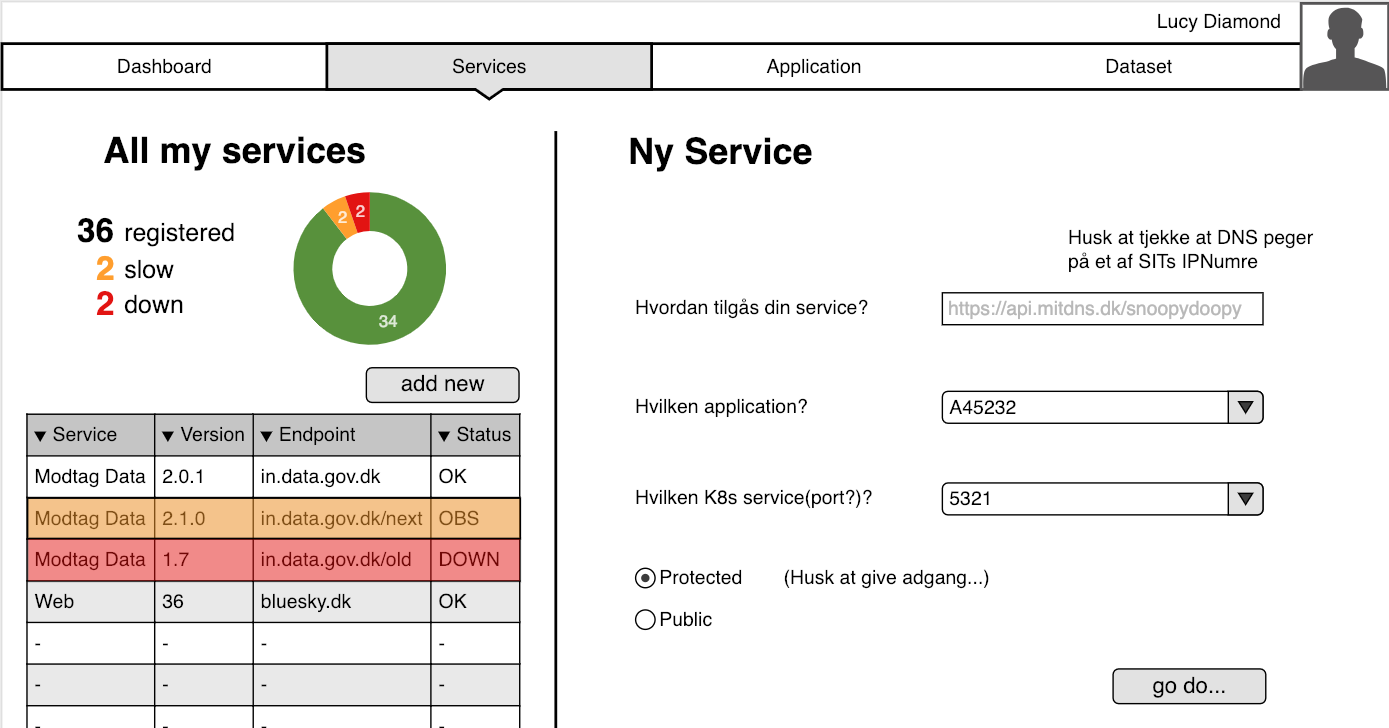 Lucy Diamond
Dashboard
Services
Application
Dataset
All my services
36 registered
2 slow
2 down
2
2
34
add new
▼ Service ▼ Version ▼ Endpoint ▼ Status
Modtag Data 2.0.1 in.data.gov.dk OK
Modtag Data 2.1.0 in.data.gov.dk/next OBS
Modtag Data 1.7 in.data.gov.dk/old DOWN
Web 36 bluesky.dk OK
- - - -
- - - -
- - - -
Ny Service
Husk at tjekke at DNS peger
på et af SITs IPNumre
Hvordan tilgås din service?
https://api.mitdns.dk/snoopydoopy
Hvilken application?
A45232
Hvilken K8s service(port?)?
5321
Protected (Husk at give adgang...)
Public
go do...